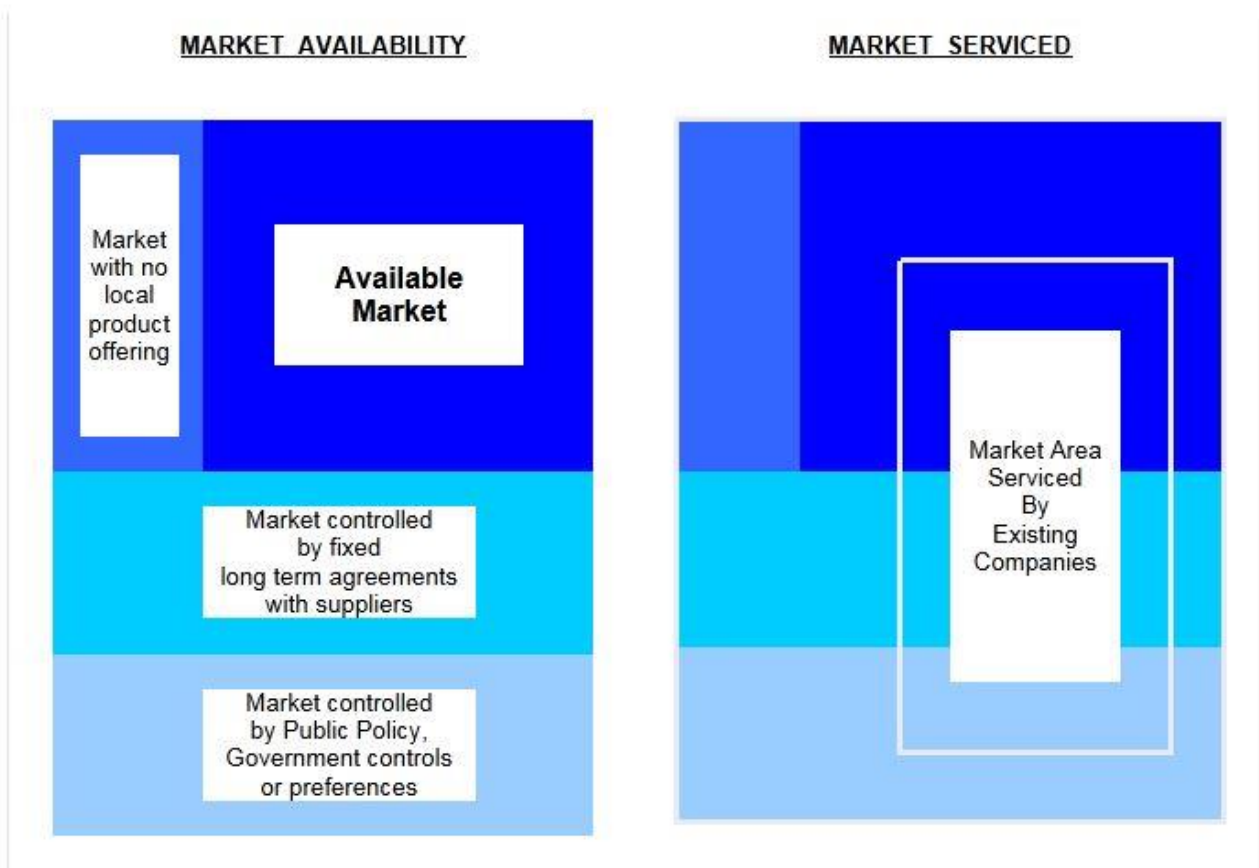 MARKET AVAILABILITY
MARKET SERVICED
Market
with no
local
product
offering
Available
Market
Market controlled
by fixed
long term agreements
with suppliers
Market controlled
by Public Policy,
Government controls
or preferences
Market Area
Serviced
By
Existing
Companies